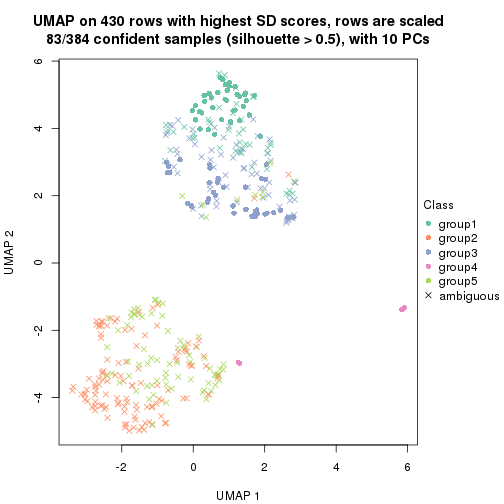 UMAP on 430 rows with highest SD scores, rows are scaled
83/384 confident samples (silhouette > 0.5), with 10 PCs
6
4
2
0
-2
-4
UMAP 2
-2
0
2
4
6
UMAP 1
Class
group1
group2
group3
group4
group5
ambiguous